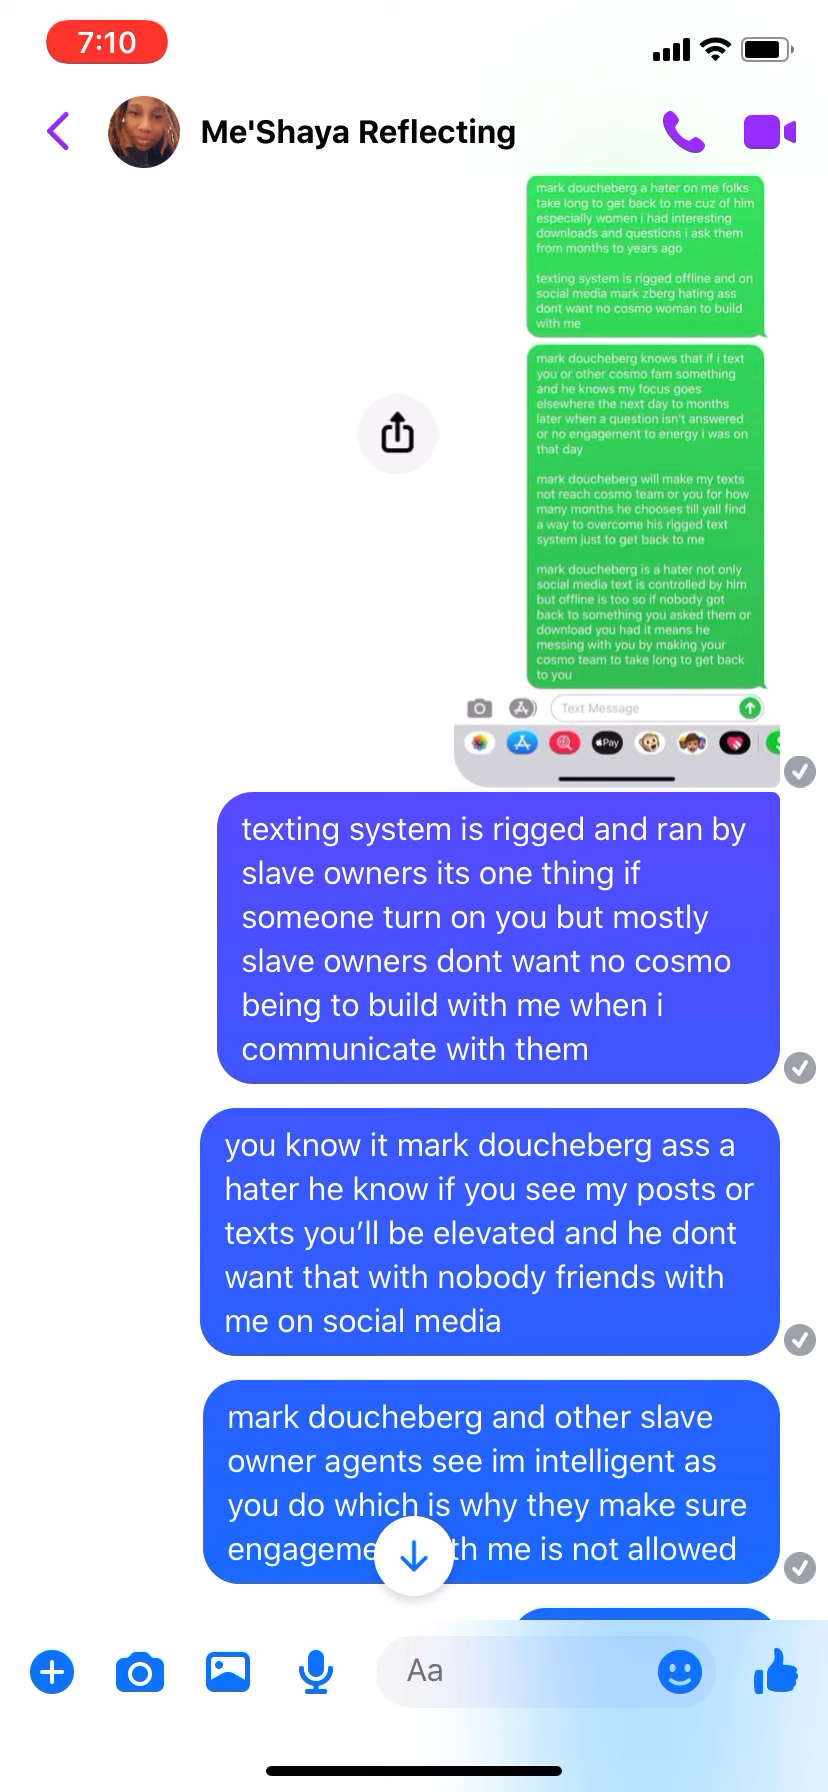 7:10
Me'Shaya Reflecting
mark doucheberg a hater on me folks
take long to get back to me cuz of him
especially women i had interesting
downloads and questions i ask them
from months to years ago
texting system is rigged offline and on
social media mark zberg hating ass
dont want no cosmo woman to build
with me
mark doucheberg knows that if i text
you or other cosmo fam something
and he knows my focus goes
elsewhere the next day to months
later when a question isn't answered
or no engagement to energy i was on
that day
mark doucheberg will make my texts
not reach cosmo team or you for how
many months he chooses till yall find
a way to overcome his rigged text
system just to get back to me
mark doucheberg is a hater not only
social media text is controlled by him
but offline is too so if nobody got
back to something you asked them or
download you had it means he
messing with you by making your
cosmo team to take long to get back
to you
Text Message
Pay
texting system is rigged and ran by
slave owners its one thing if
someone turn on you but mostly
slave owners dont want no cosmo
being to build with me when i
communicate with them
you know it mark doucheberg ass a
hater he know if you see my posts or
texts you’ll be elevated and he dont
want that with nobody friends with
me on social media
mark doucheberg and other slave
owner agents see im intelligent as
you do which is why they make sure
engageme th me is not allowed
Aa